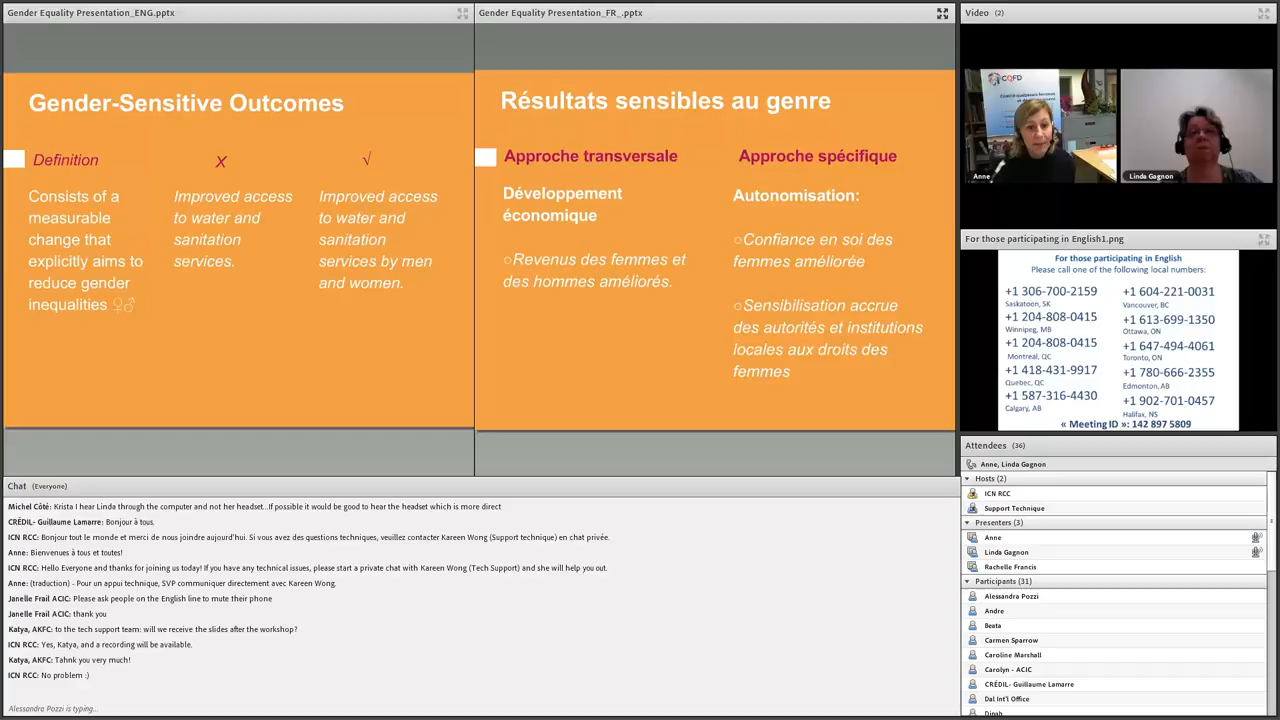 Gender Equality Presentation_ENG.pptx
Gender-Sensitive Outcomes
Definition
Consists of a
measurable
change that
explicitly aims to
reduce gender
inequalities ♀♂
X
Improved access
to water and
sanitation
services.
√
Improved access
to water and
sanitation
services by men
and women.
Gender Equality Presentation_FR_.pptx
Résultats sensibles au genre
Approche transversale
Développement
économique
○Revenus des femmes et
des hommes améliorés.
Approche spécifique
Autonomisation:
○Confiance en soi des
femmes améliorée
○Sensibilisation accrue
des autorités et institutions
locales aux droits des
femmes
Video (2)
CQFD
Anne
Linda Gagnon
For those participating in English1.png
For those participating in English
Please call one of the following local numbers:
+1 306-700-2159
Saskatoon, SK
+1 204-808-0415
Winnipeg, MB
+1 204-808-0415
Montreal, QC
+1 418-431-9917
Quebec, QC
+1 587-316-4430
Calgary, AB
+1 604-221-0031
Vancouver, BC
+1 613-699-1350
Ottawa, ON
+1 647-494-4061
Toronto, ON
+1 780-666-2355
Edmonton, AB
+1 902-701-0457
Halifax, NS
« Meeting ID »: 142 897 5809
Attendees (36)
Anne, Linda Gagnon
Hosts (2)
ICN RCC
Support Technique
Presenters (3)
Anne
Linda Gagnon
Rachelle Francis
Participants (31)
Alessandra Pozzi
Andre
Beata
Carmen Sparrow
Caroline Marshall
Carolyn - ACIC
CRÉDIL- Guillaume Lamarre
Dal Int'l Office
Dinah
Chat (Everyone)
Michel Côté: Krista I hear Linda through the computer and not her headset...If possible it would be good to hear the headset which is more direct
CRÉDIL- Guillaume Lamarre: Bonjour à tous.
ICN RCC: Bonjour tout le monde et merci de nous joindre aujourd'hui. Si vous avez des questions techniques, veuillez contacter Kareen Wong (Support technique) en chat privée.
Anne: Bienvenues à tous et toutes!
ICN RCC: Hello Everyone and thanks for joining us today! If you have any technical issues, please start a private chat with Kareen Wong (Tech Support) and she will help you out.
Anne: (traduction) - Pour un appui technique, SVP communiquer directement avec Kareen Wong.
Janelle Frail ACIC: Please ask people on the English line to mute their phone
Janelle Frail ACIC: thank you
Katya, AKFC: to the tech support team: will we receive the slides after the workshop?
ICN RCC: Yes, Katya, and a recording will be available.
Katya, AKFC: Tahnk you very much!
ICN RCC: No problem :)
Alessandra Pozzi is typing...